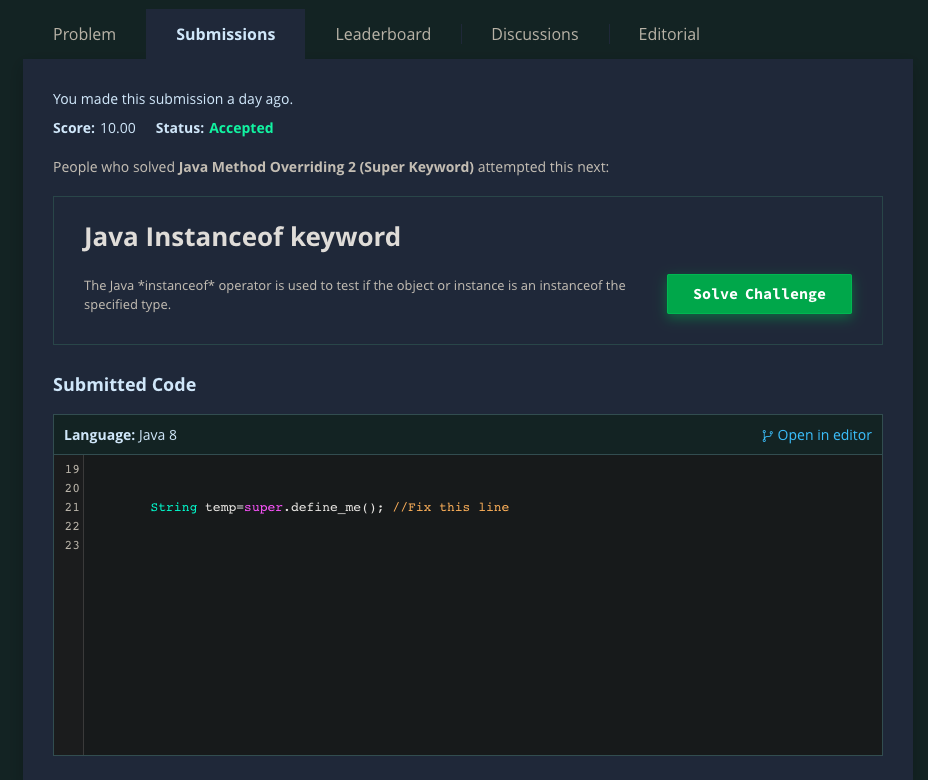 Problem Submissions Leaderboard Discussions Editorial
You made this submission a day ago.
Score: 10.00 Status: Accepted
People who solved Java Method Overriding 2 (Super Keyword) attempted this next:
Java Instanceof keyword
The Java *instanceof* operator is used to test if the object or instance is an instanceof the
specified type.
Solve Challenge
Submitted Code
Language: Java 8 Open in editor
19
20
21 String temp=super.define_me(); //Fix this line
22
23